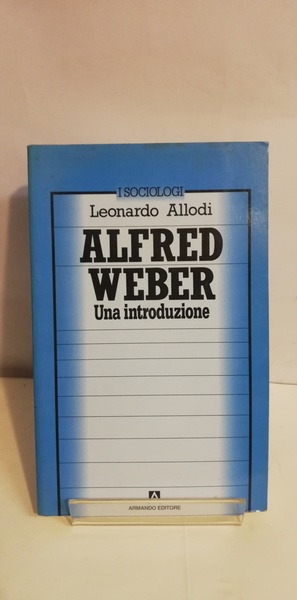 I SOCIOLOGI
Leonardo Allodi
ALFRED
WEBER
Una introduzione
ARMANDO EDITORE